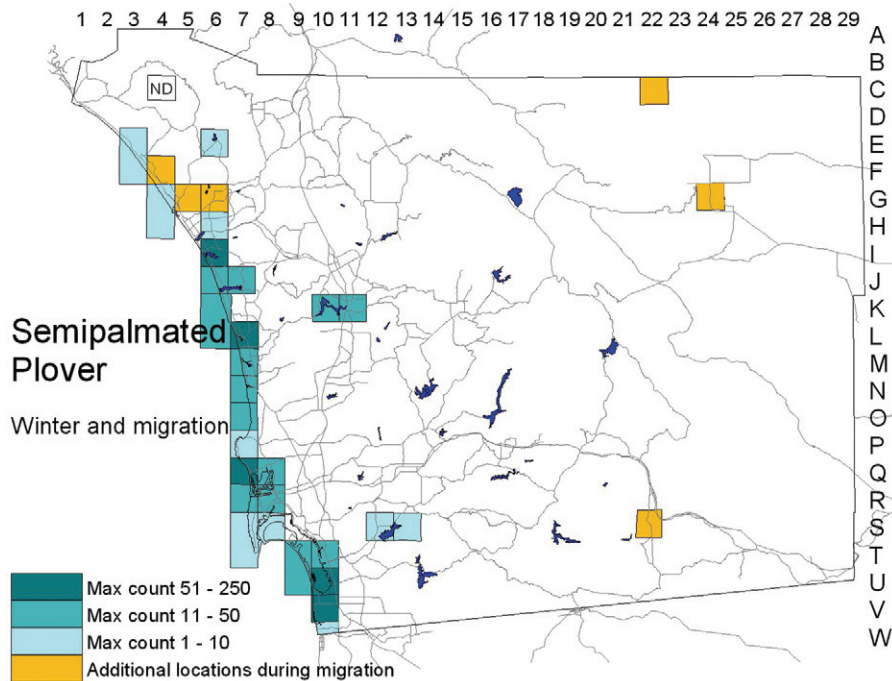 1 2 3 4 5 6 7 8 9 10 11 12 13 14 15 16 17 18 19 20 21 22 23 24 25 26 27 28 29
A
B
C
D
E
F
G
H
I
J
K
L
M
N
O
P
Q
R
S
T
U
V
W
ND
Semipalmated
Plover
Winter and migration
Max count 51 - 250
Max count 11 - 50
Max count 1 - 10
Additional locations during migration